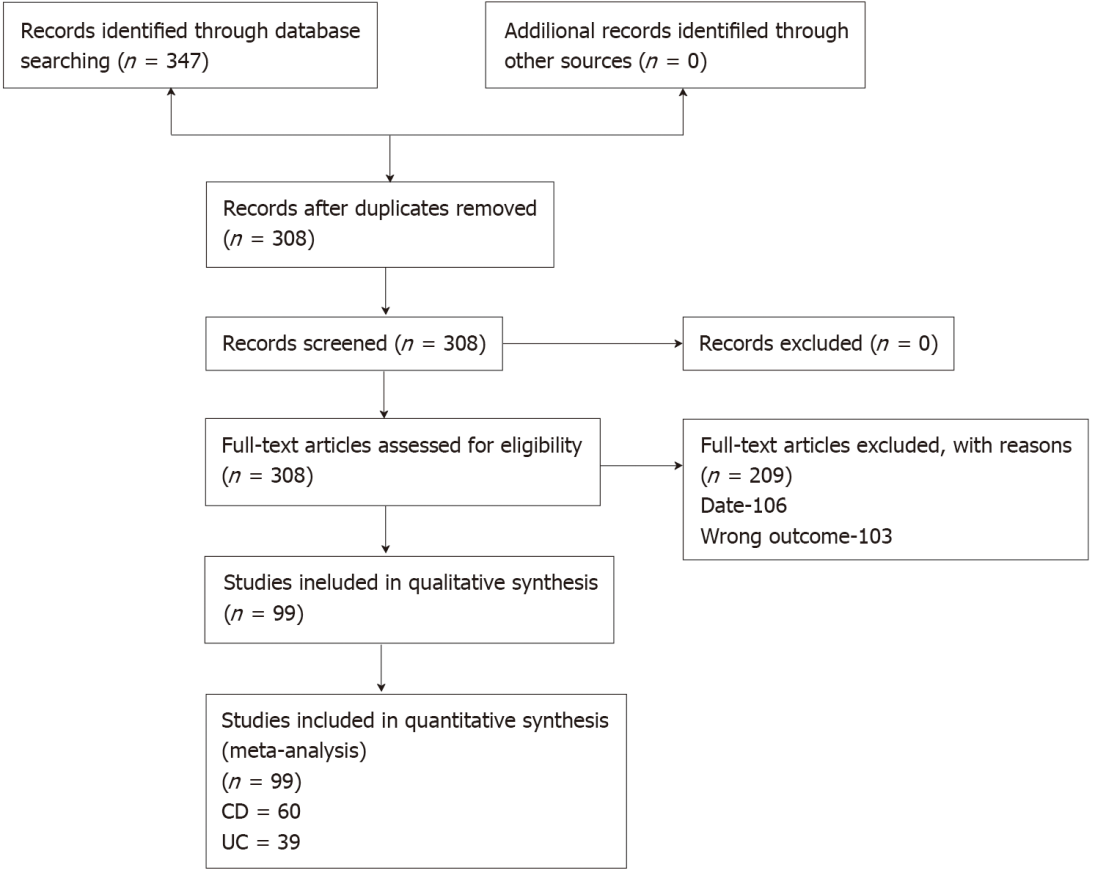 Records identified through database
searching (n = 347)
Addilional records identifiled through
other sources (n = 0)
Records after duplicates removed
(n = 308)
Records screened (n = 308)
Records excluded (n = 0)
Full-text articles assessed for eligibility
(n = 308)
Full-text articles excluded, with reasons
(n = 209)
Date-106
Wrong outcome-103
Studies ineluded in qualitative synthesis
(n = 99)
Studies included in quantitative synthesis
(meta-analysis)
(n = 99)
CD = 60
UC = 39